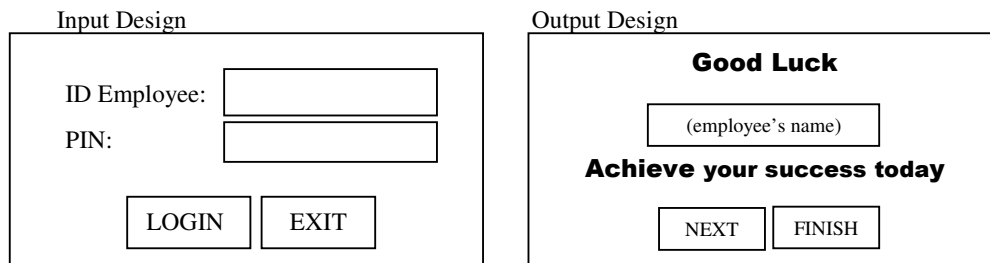 Input Design
ID Employee:
PIN:
LOGIN EXIT
Output Design
Good Luck
(employee's name)
Achieve your success today
NEXT FINISH